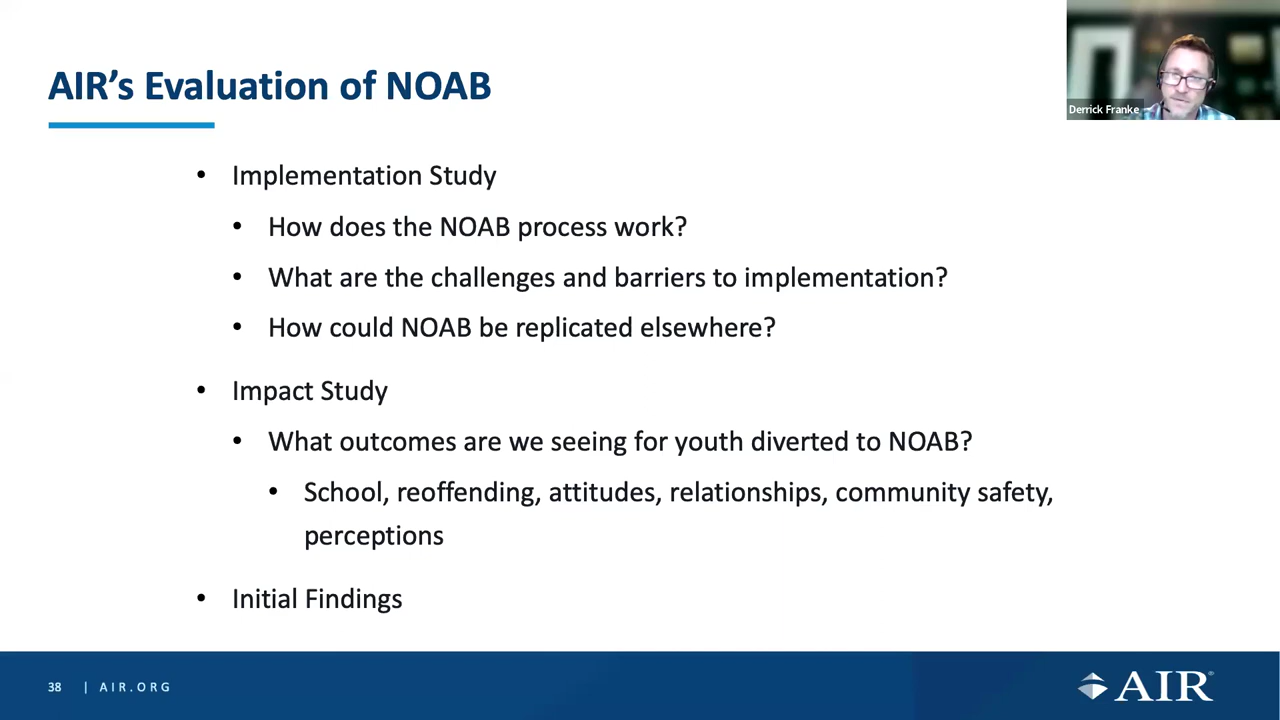 AIR's Evaluation of NOAB
Derrick Franke
• Implementation Study
• How does the NOAB process work?
• What are the challenges and barriers to implementation?
• How could NOAB be replicated elsewhere?
• Impact Study
• What outcomes are we seeing for youth diverted to NOAB?
• School, reoffending, attitudes, relationships, community safety,
perceptions
• Initial Findings
38 | AIR.ORG
AIR®